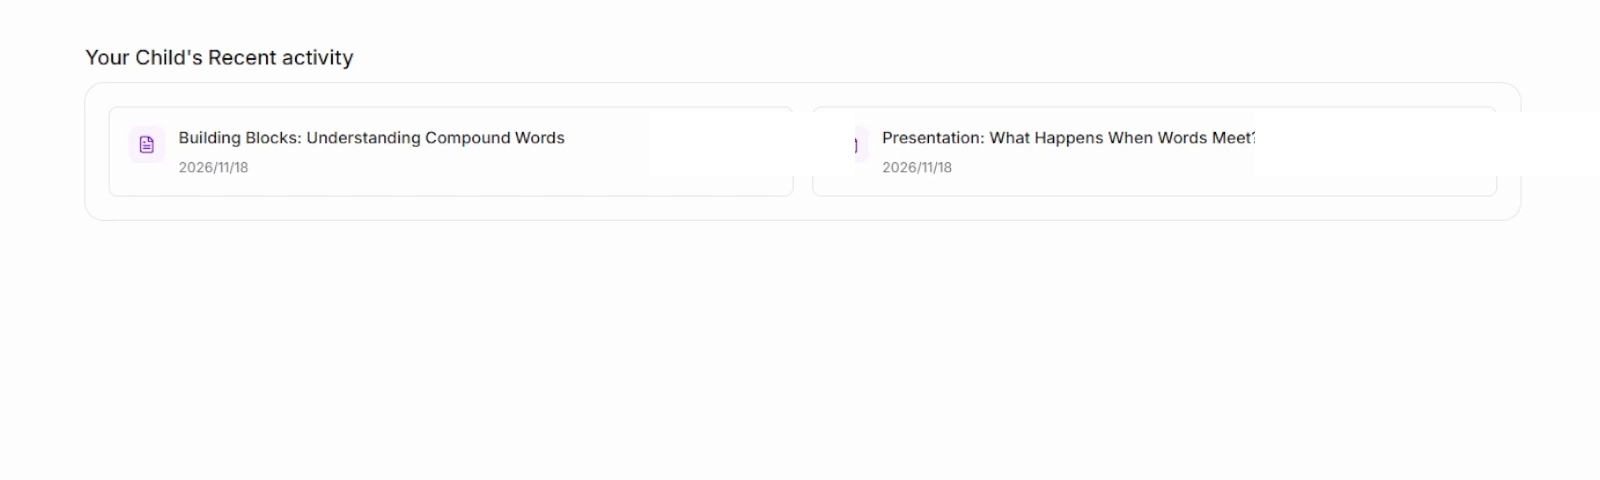 Your Child's Recent activity
Building Blocks: Understanding Compound Words
2026/11/18
Presentation: What Happens When Words Meet?
2026/11/18